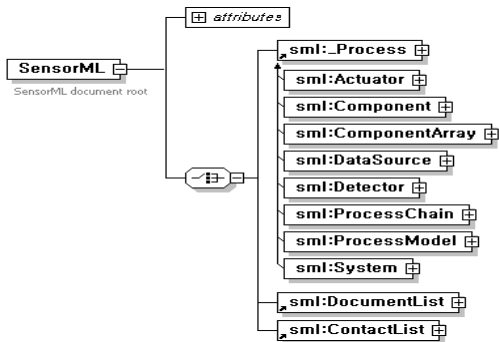 attributes
sml:_Process
SensorML
SensorML document root
sml:Actuator
sml:Component
sml:ComponentArray
sml:DataSource
sml:Detector
sml:ProcessChain
sml:ProcessModel
sml:System
sml:DocumentList
sml:ContactList